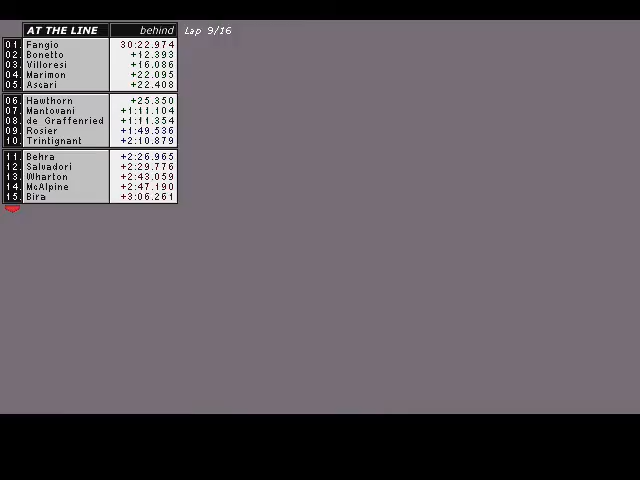 AT THE LINE behind Lap 9/16
01. Fangio 30:22.974
02. Bonetto +12.393
03. Villoresi +16.086
04. Marimon +22.095
05. Ascari +22.408
06. Hawthorn +25.350
07. Mantovani +1:11.104
08. de Graffenried +1:11.354
09. Rosier +1:49.536
10. Trintignant +2:10.879
11. Behra +2:26.965
12. Salvadori +2:29.776
13. Wharton +2:43.059
14. McAlpine +2:47.190
15. Bira +3:06.261